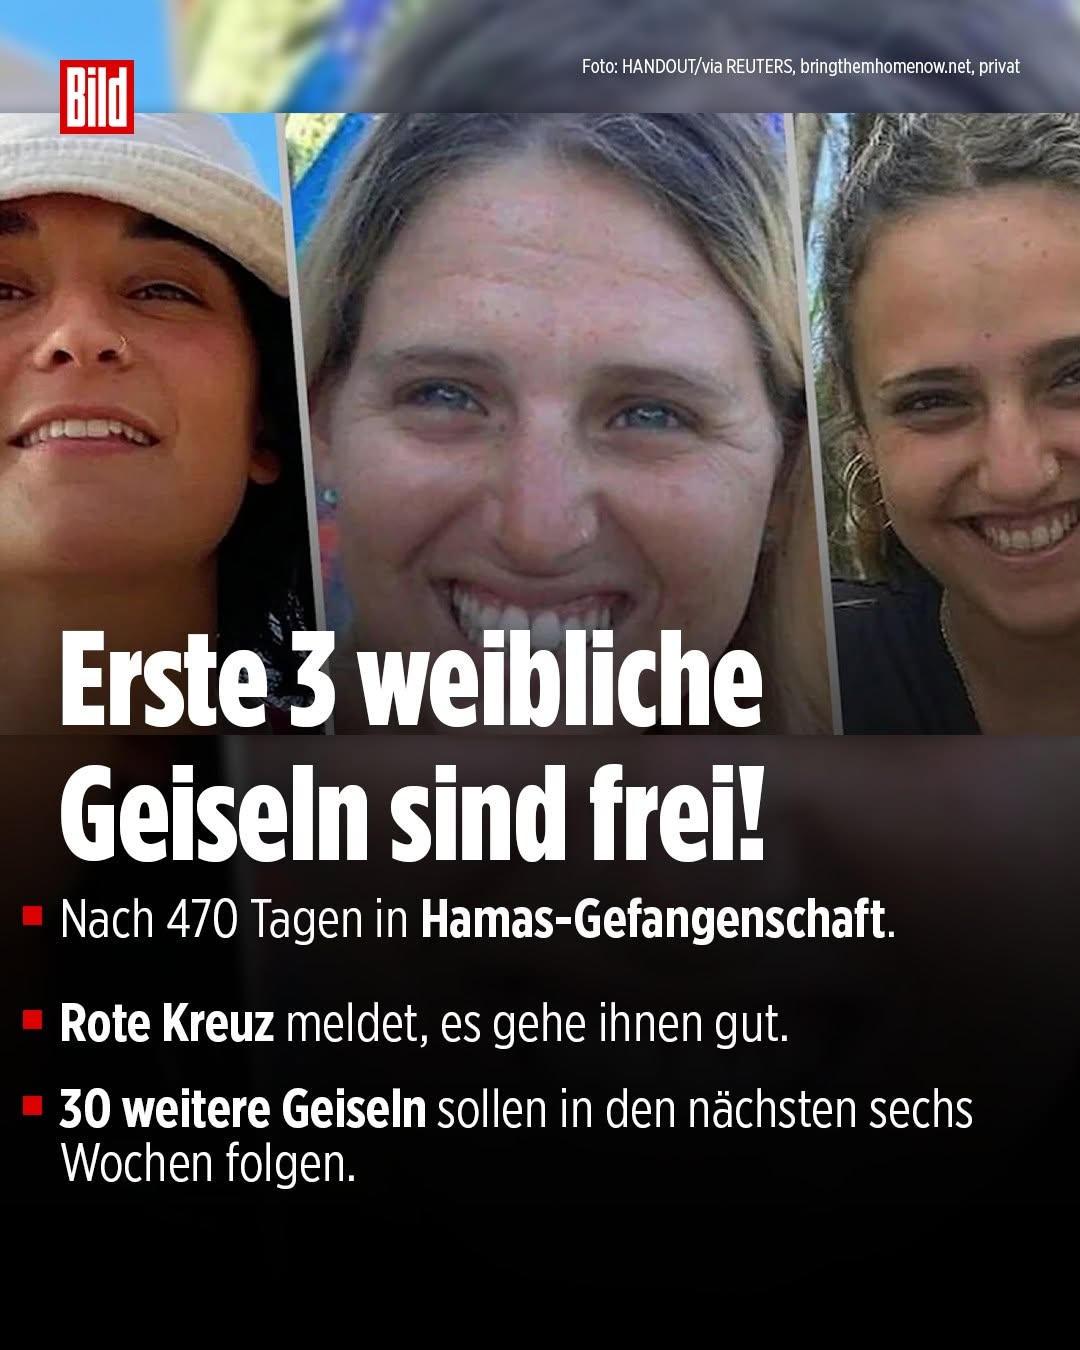 Bild
Foto: HANDOUT/via REUTERS, bringthemhomenow.net, privat
Erste 3 weibliche
Geiseln sind frei!
Nach 470 Tagen in Hamas-Gefangenschaft.
Rote Kreuz meldet, es gehe ihnen gut.
30 weitere Geiseln sollen in den nächsten sechs
Wochen folgen.